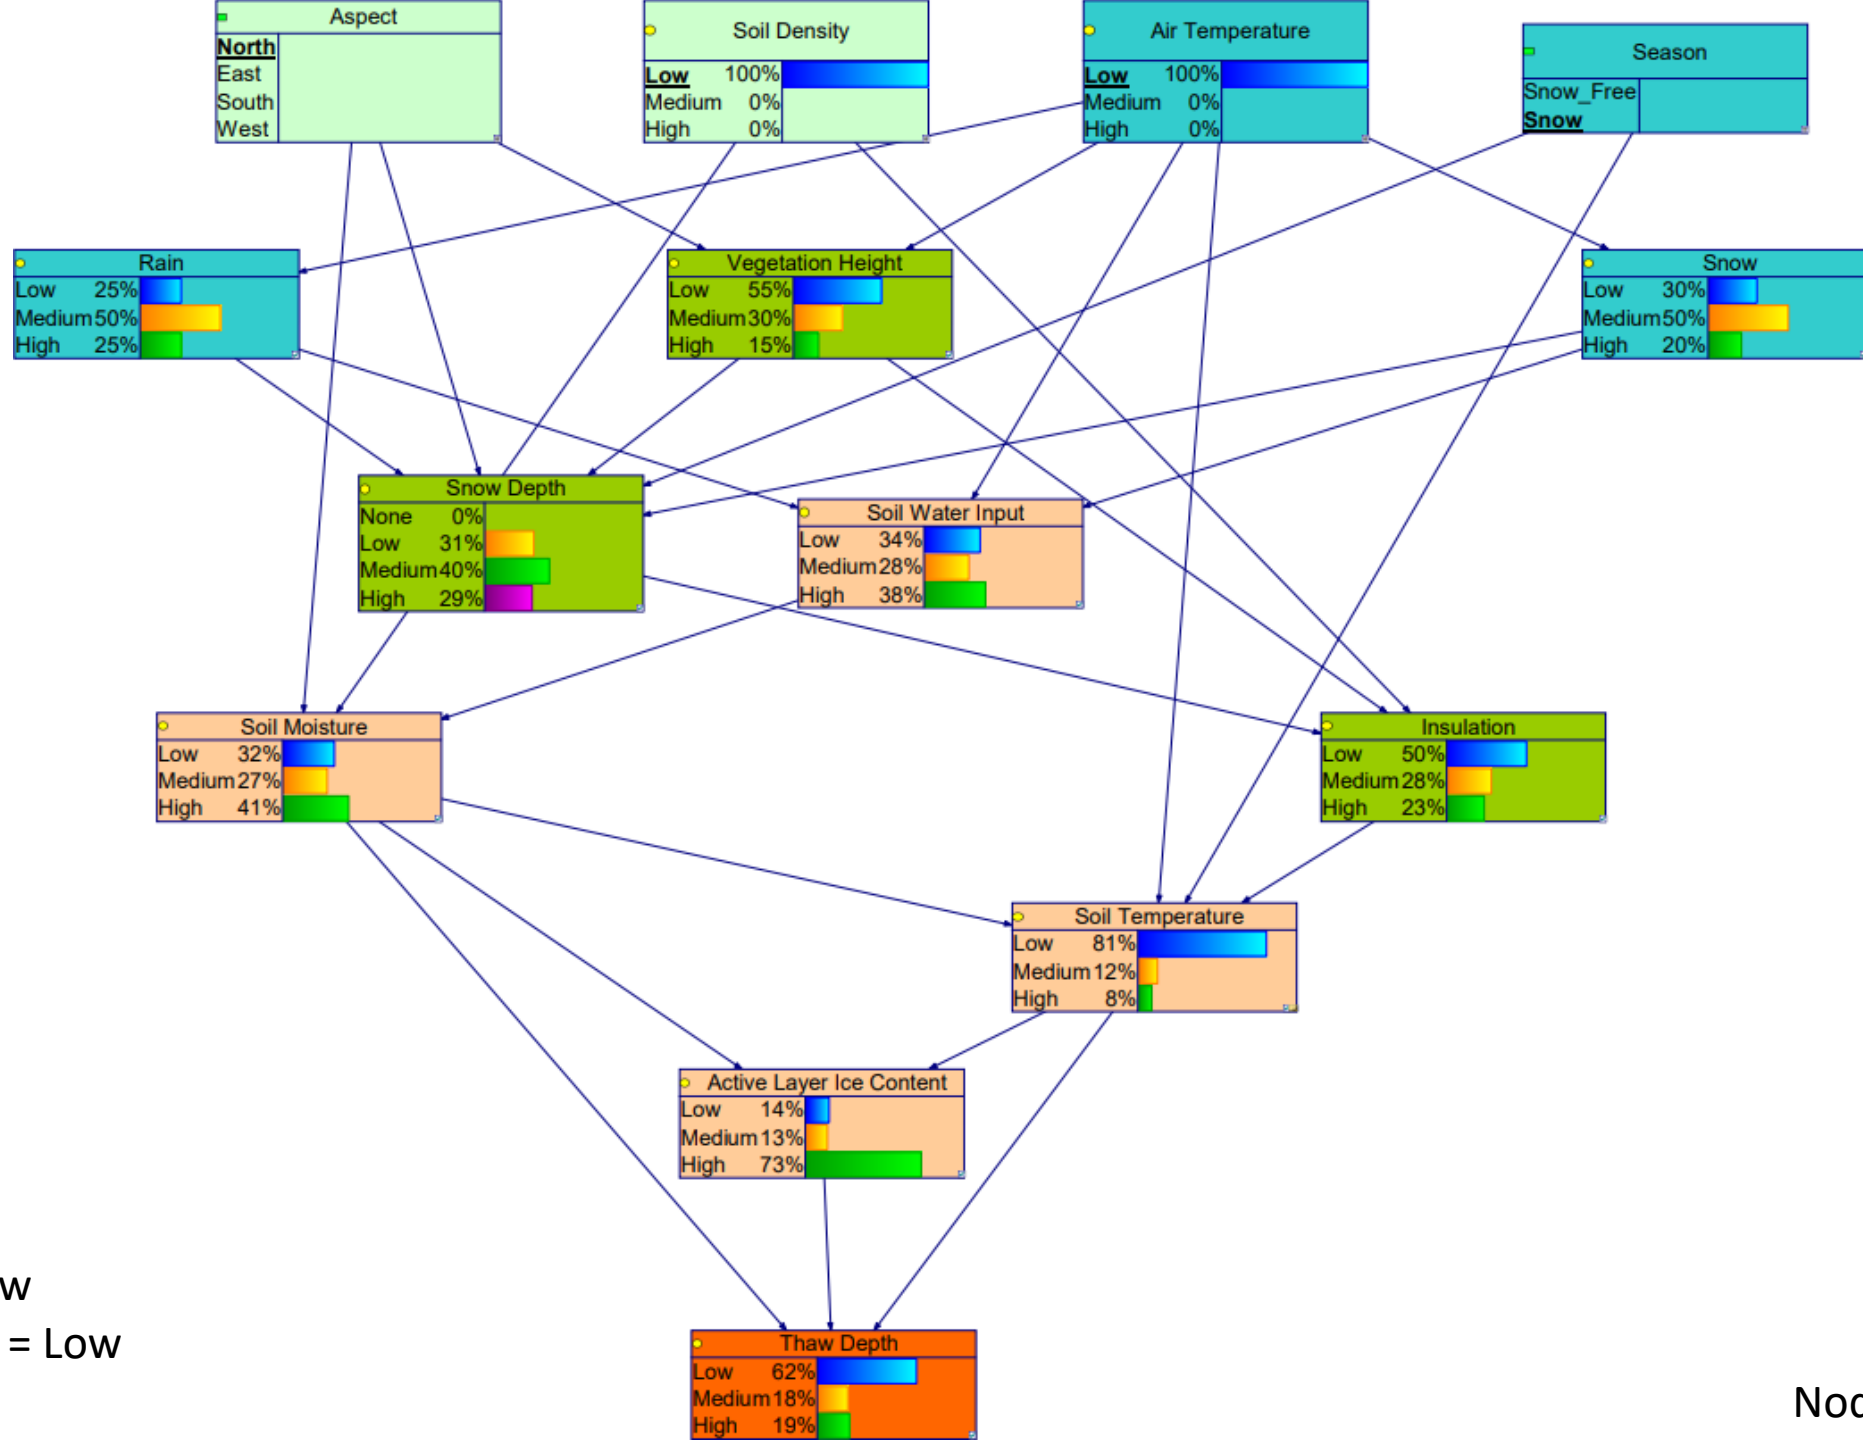 Aspect
North
East
South
West
Soil Density
Low 100%
Medium 0%
High 0%
Air Temperature
Low 100%
Medium 0%
High 0%
Season
Snow_Free
Snow
Rain
Low 25%
Medium 50%
High 25%
Vegetation Height
Low 55%
Medium 30%
High 15%
Snow
Low 30%
Medium 50%
High 20%
Snow Depth
None 0%
Low 31%
Medium 40%
High 29%
Soil Water Input
Low 34%
Medium 28%
High 38%
Soil Moisture
Low 32%
Medium 27%
High 41%
Insulation
Low 50%
Medium 28%
High 23%
Soil Temperature
Low 81%
Medium 12%
High 8%
Active Layer Ice Content
Low 14%
Medium 13%
High 73%
w
= Low
Thaw Depth
Low 62%
Medium 18%
High 19%